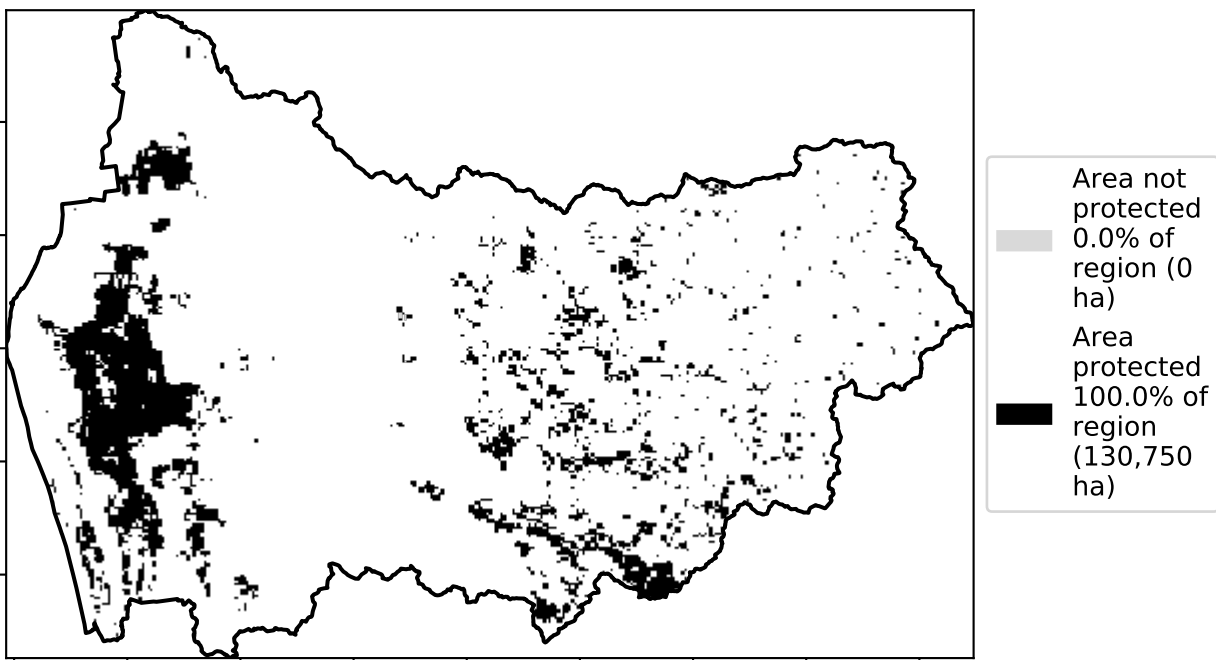 Area not
protected
0.0% of
region (0
ha)
Area
protected
100.0% of
region
(130,750
ha)